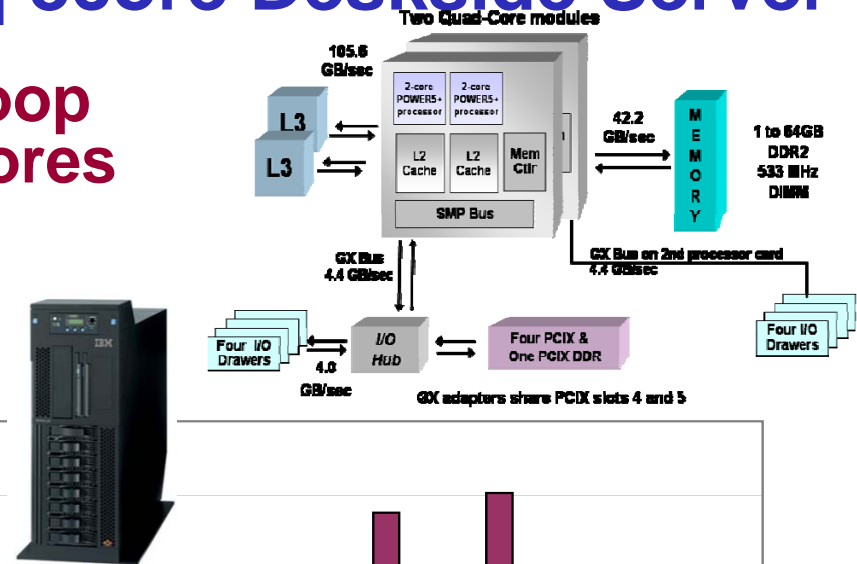 Score Deskside Server
Two Quad-Core modules
oop
ores
105.6
GB/sec
L3
L3
2-core
POWER5+
processor
2-core
POWER5+
processor
L2
Cache
L2
Cache
Mem
Ctlr
SMP Bus
42.2
GB/sec
MEMORY
1 to 64GB
DDR2
533 MHz
DIMM
GX Bus
4.4 GB/sec
GX Bus on 2nd processor card
4.4 GB/sec
Four I/O
Drawers
4.0
GB/sec
I/O
Hub
Four PCIX &
One PCIX DDR
Four I/O
Drawers
GX adapters share PCIX slots 4 and 5
IBM